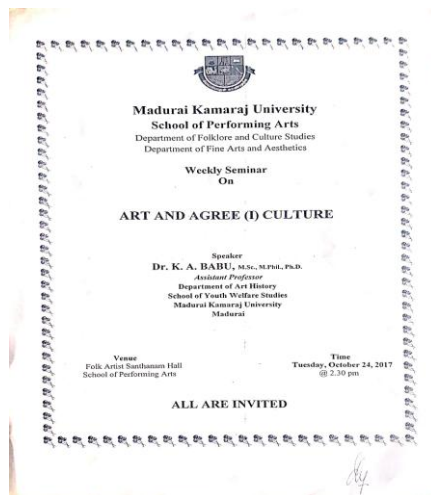 Madurai Kamaraj University
School of Performing Arts
Department of Folklore and Culture Studies
Department of Fine Arts and Aesthetics
Weekly Seminar
On
ART AND AGREE (I) CULTURE
Speaker
Dr. K. A. BABU, M.Sc., M.Phil., Ph.D.
Assistant Professor
Department of Art History
School of Youth Welfare Studies
Madurai Kamaraj University
Madurai
Venue
Folk Artist Santhanam Hall
School of Performing Arts
Time
Tuesday, October 24, 2017
@ 2.30 pm
ALL ARE INVITED